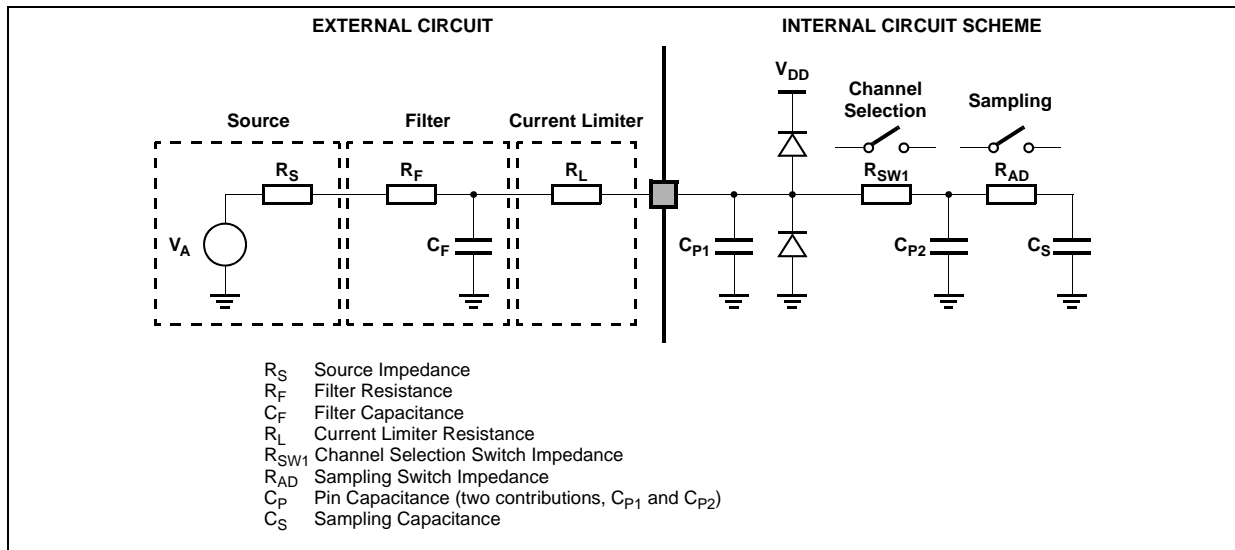 EXTERNAL CIRCUIT
INTERNAL CIRCUIT SCHEME
VDD
Channel
Selection
Sampling
Source
Filter
Current Limiter
RS
RF
RL
RSW1
RAD
VA
CF
CP1
CP2
CS
RS Source Impedance
RF Filter Resistance
CF Filter Capacitance
RL Current Limiter Resistance
RSW1 Channel Selection Switch Impedance
RAD Sampling Switch Impedance
CP Pin Capacitance (two contributions, CP1 and CP2)
CS Sampling Capacitance